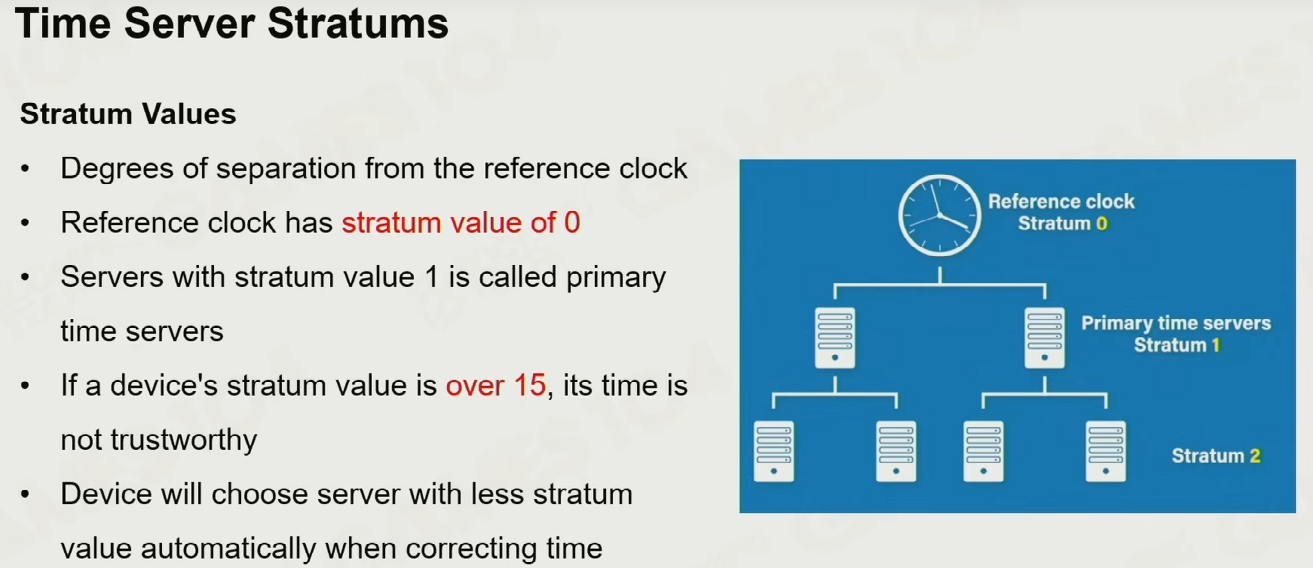 Time Server Stratums
Stratum Values
• Degrees of separation from the reference clock
• Reference clock has stratum value of 0
• Servers with stratum value 1 is called primary
time servers
• If a device's stratum value is over 15, its time is
not trustworthy
• Device will choose server with less stratum
value automatically when correcting time
Reference clock
Stratum 0
Primary time servers
Stratum 1
Stratum 2